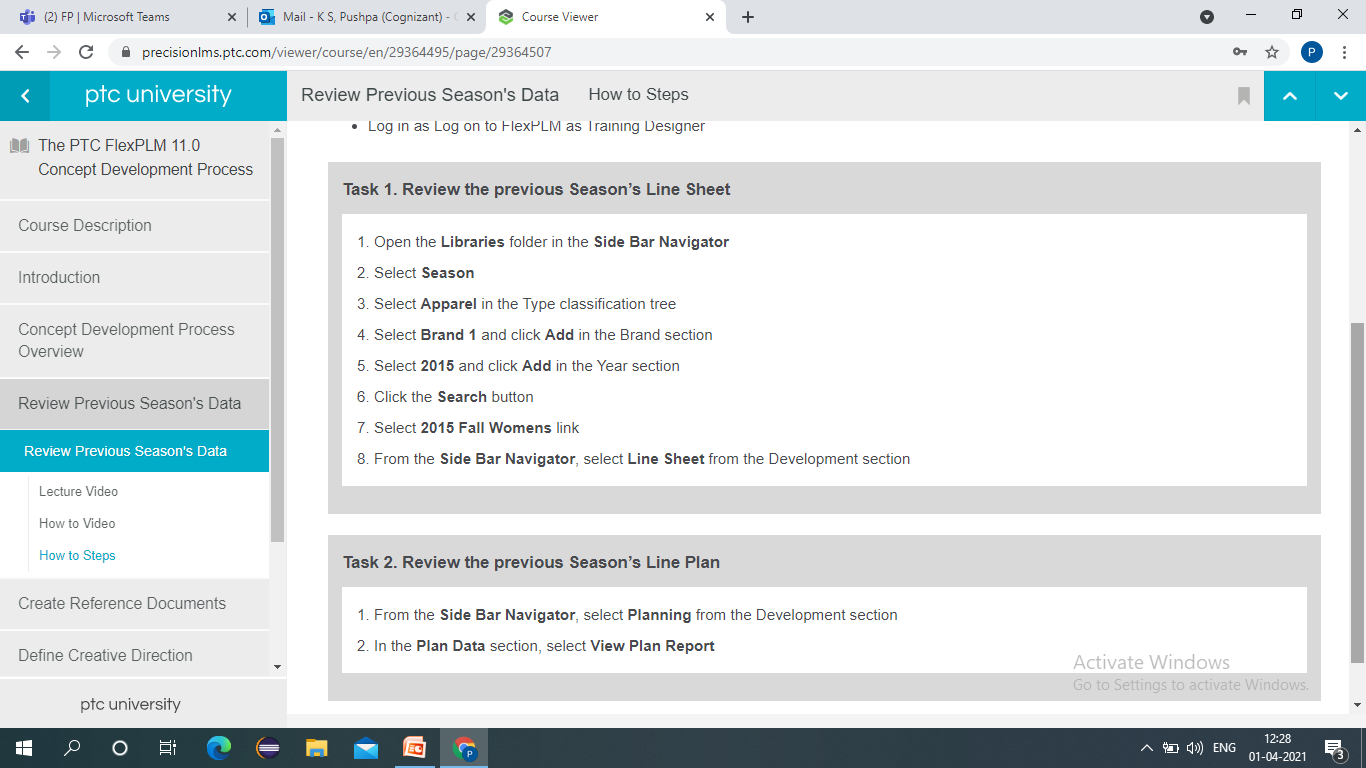 (2) FP | Microsoft Teams
Mail - K S, Pushpa (Cognizant) -
Course Viewer
precisionlms.ptc.com/viewer/course/en/29364495/page/29364507
P
ptc university
Review Previous Season's Data
How to Steps
The PTC FlexPLM 11.0
Concept Development Process
Course Description
Introduction
Concept Development Process
Overview
Review Previous Season's Data
Review Previous Season's Data
Lecture Video
How to Video
How to Steps
Create Reference Documents
Define Creative Direction
ptc university
• Log in as Log on to FlexPLM as Training Designer
Task 1. Review the previous Season’s Line Sheet
1. Open the Libraries folder in the Side Bar Navigator
2. Select Season
3. Select Apparel in the Type classification tree
4. Select Brand 1 and click Add in the Brand section
5. Select 2015 and click Add in the Year section
6. Click the Search button
7. Select 2015 Fall Womens link
8. From the Side Bar Navigator, select Line Sheet from the Development section
Task 2. Review the previous Season’s Line Plan
1. From the Side Bar Navigator, select Planning from the Development section
2. In the Plan Data section, select View Plan Report
Activate Windows
Go to Settings to activate Windows.
P
ENG
12:28
01-04-2021
3